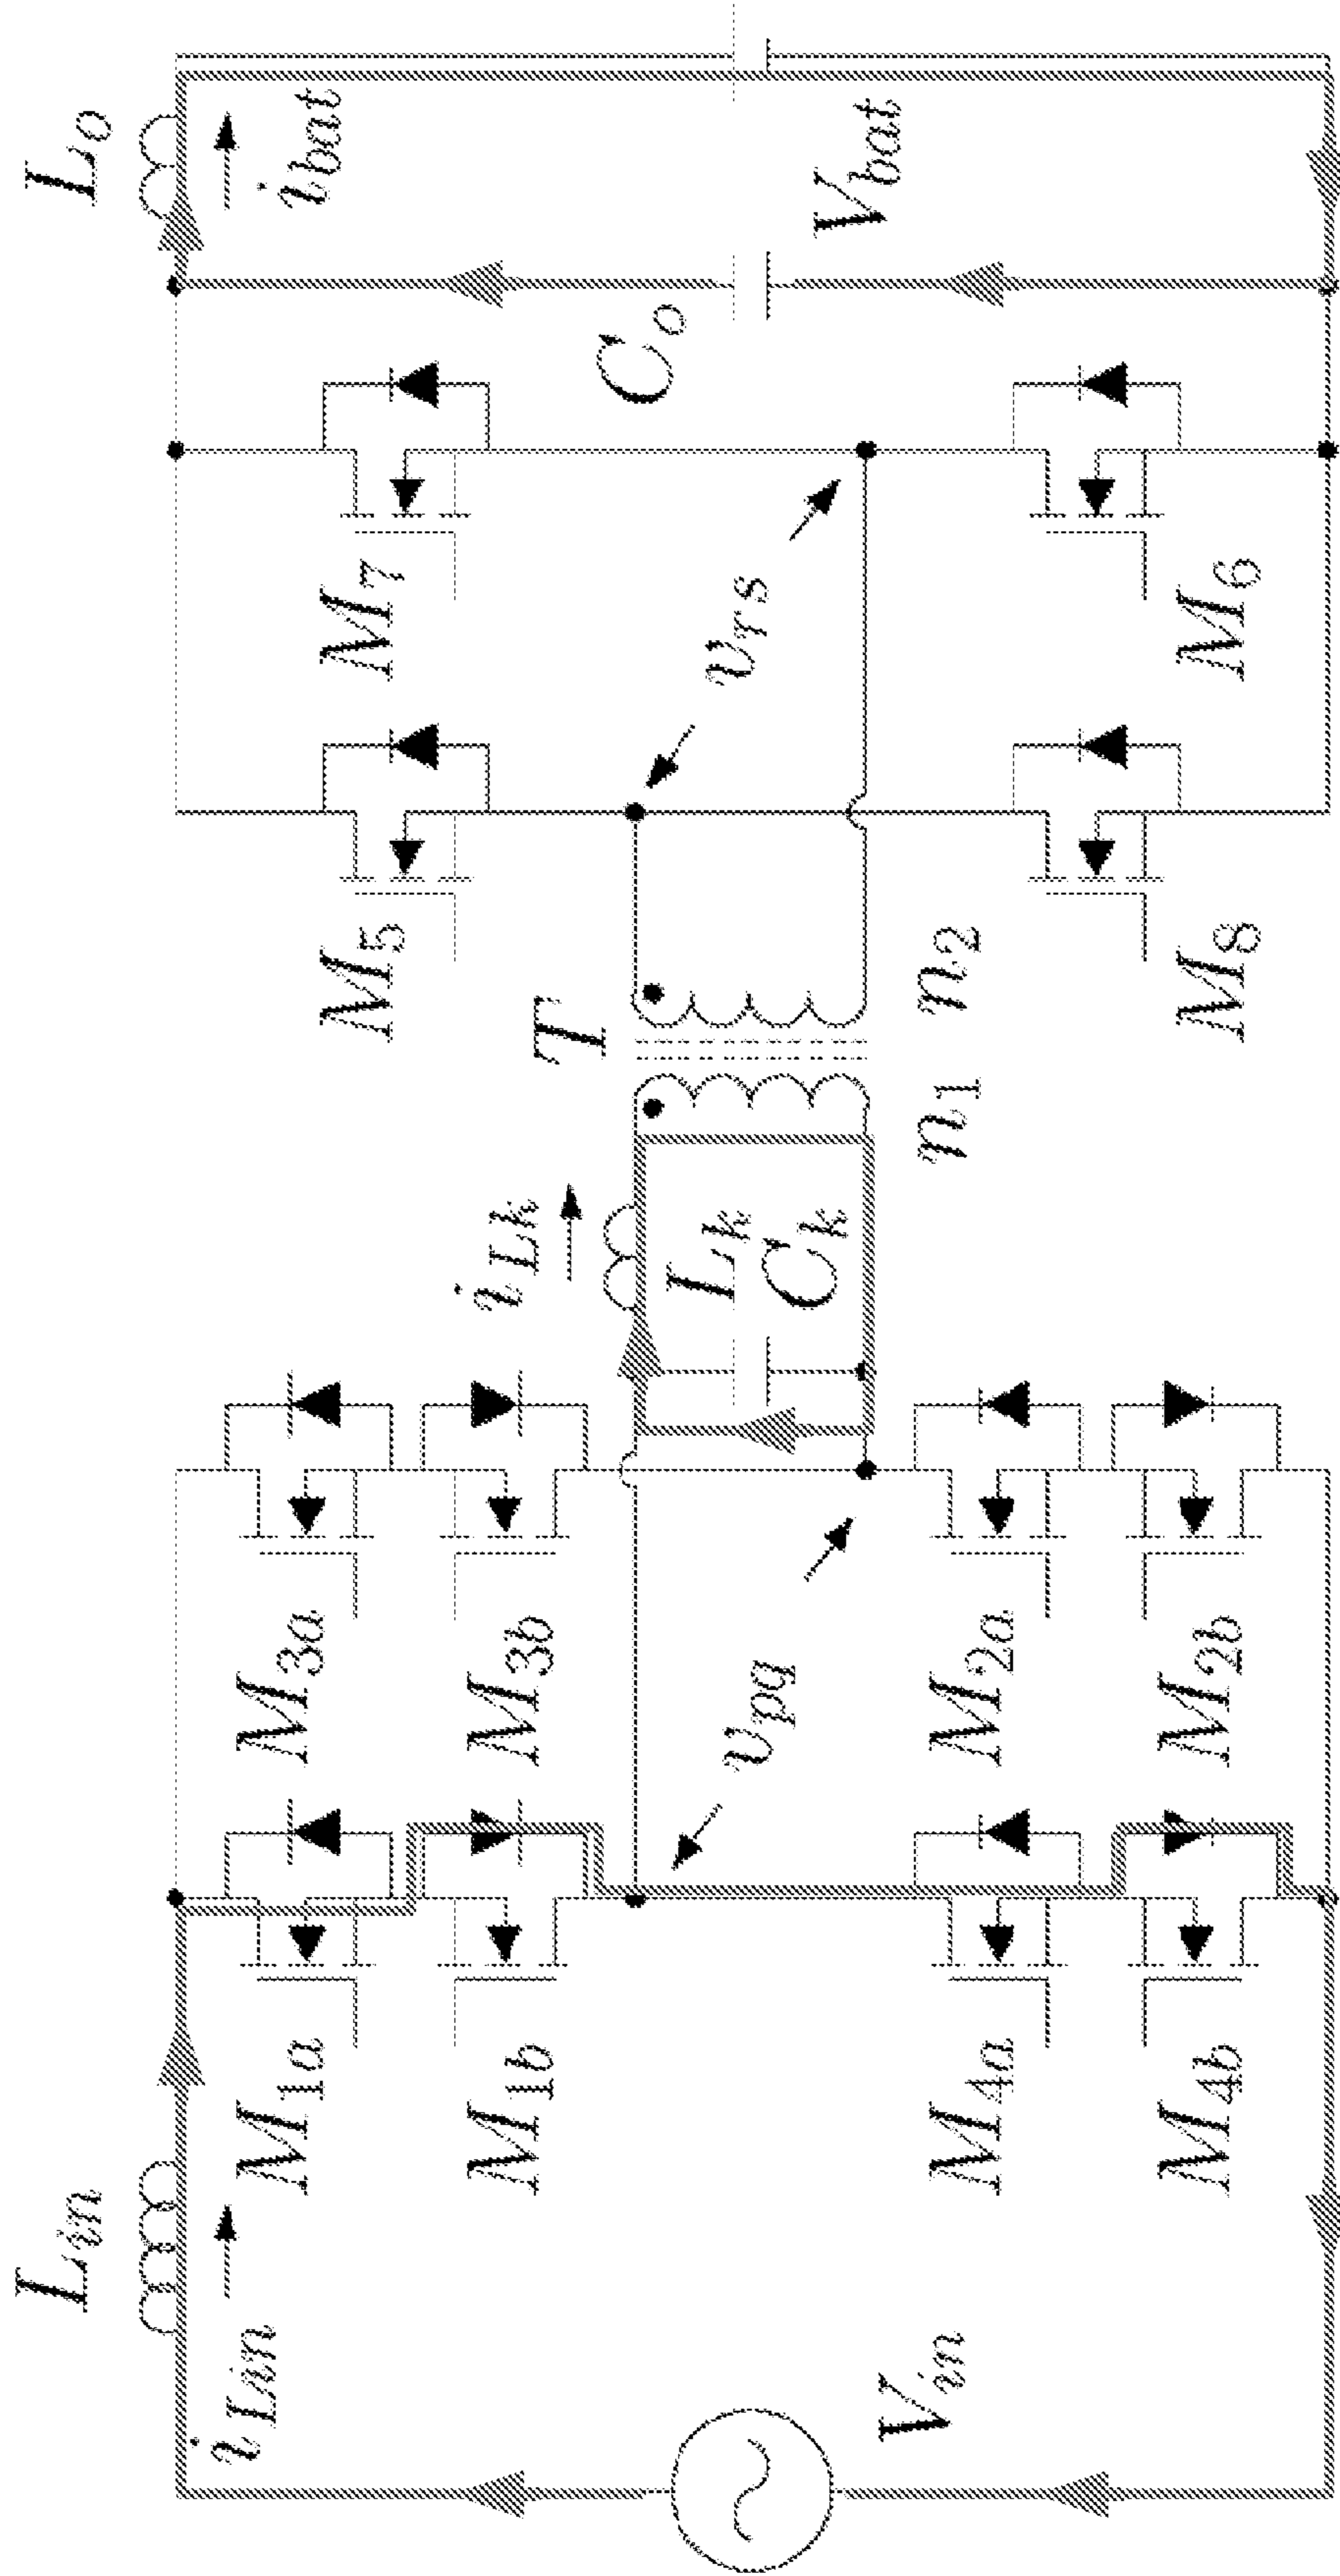 L_in
i_Lin
V_in
M_1a
M_1b
M_4a
M_4b
v_pq
M_3a
M_3b
M_2a
M_2b
i_Lk
L_k
C_k
T
n_1
n_2
M_5
M_8
v_rs
M_7
M_6
C_o
L_o
i_bat
V_bat